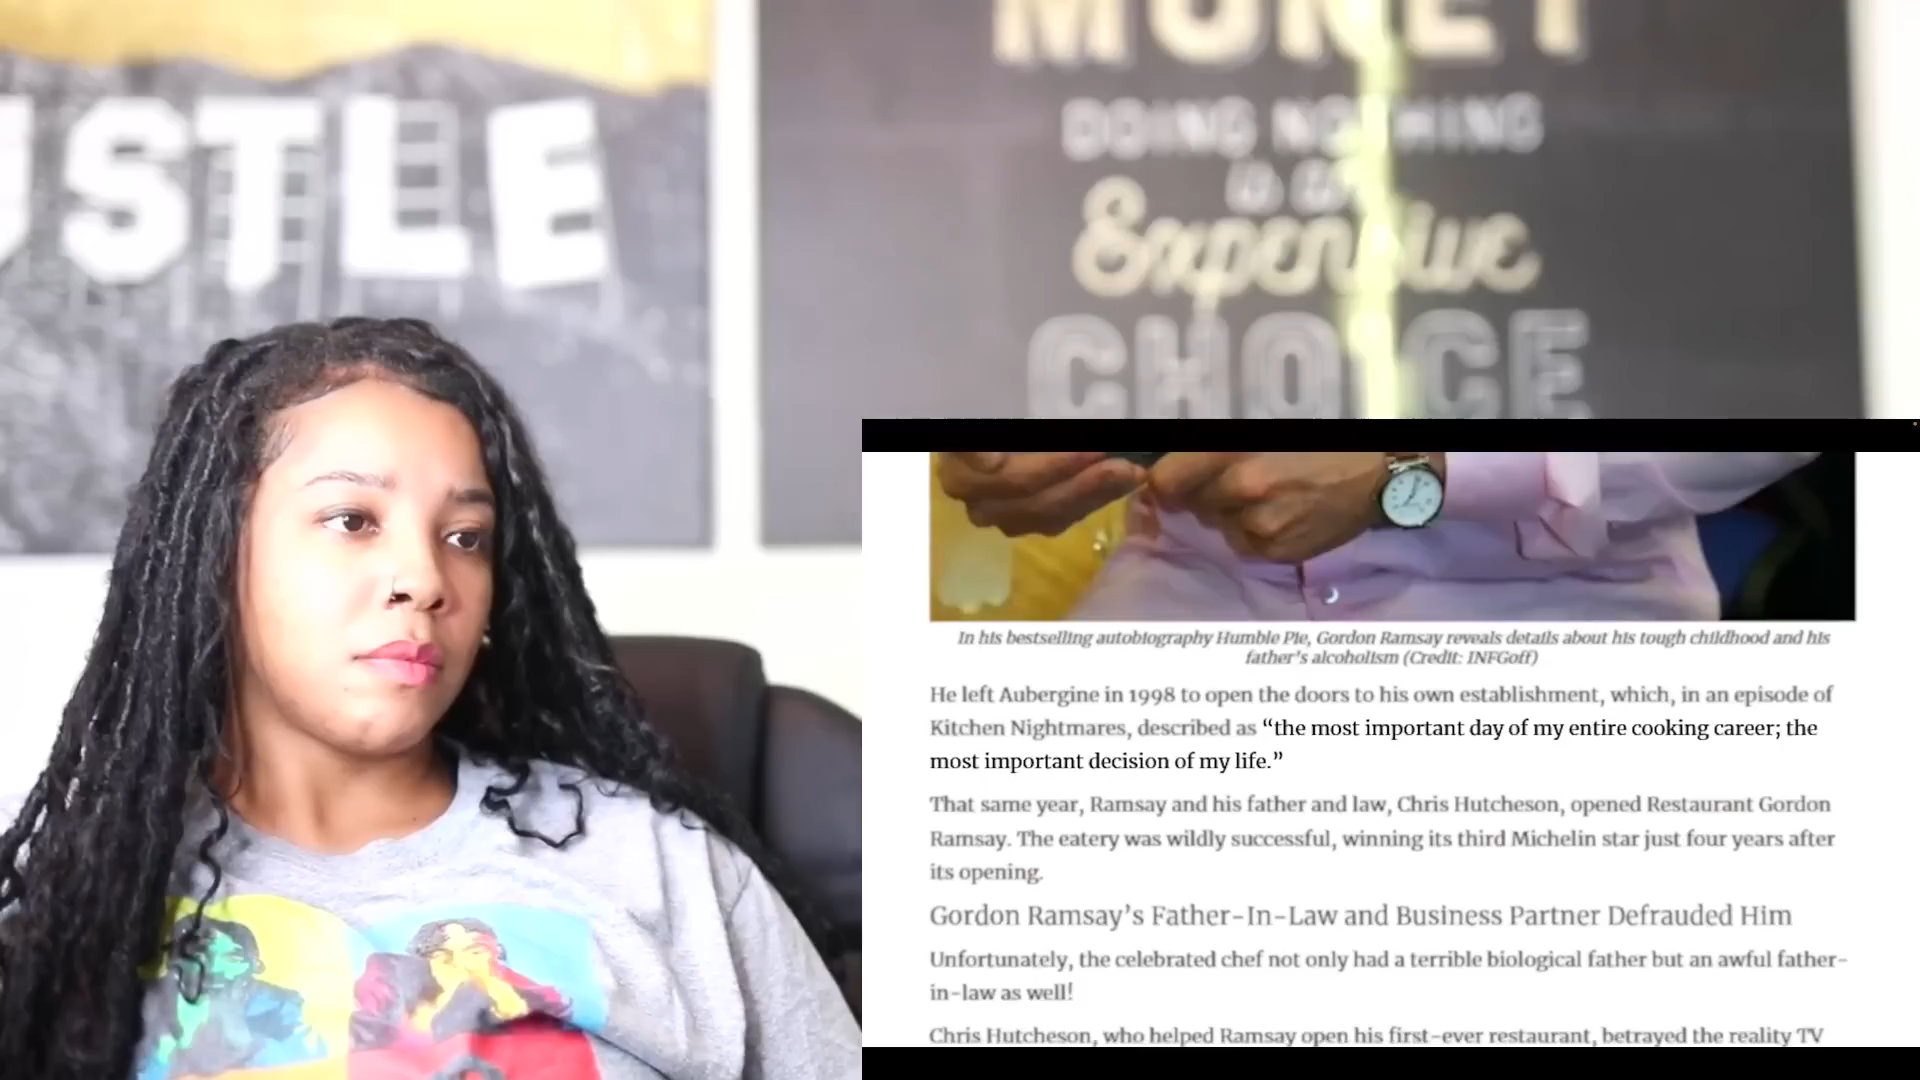 USTLE
MONEY
DOING NOTHING
IS AN
Expensive
CHOICE
In his bestselling autobiography Humble Pie, Gordon Ramsay reveals details about his tough childhood and his
father's alcoholism (Credit: INFGoff)
He left Aubergine in 1998 to open the doors to his own establishment, which, in an episode of
Kitchen Nightmares, described as “the most important day of my entire cooking career; the
most important decision of my life.”
That same year, Ramsay and his father and law, Chris Hutcheson, opened Restaurant Gordon
Ramsay. The eatery was wildly successful, winning its third Michelin star just four years after
its opening.
Gordon Ramsay’s Father-In-Law and Business Partner Defrauded Him
Unfortunately, the celebrated chef not only had a terrible biological father but an awful father-
in-law as well!
Chris Hutcheson, who helped Ramsay open his first-ever restaurant, betrayed the reality TV